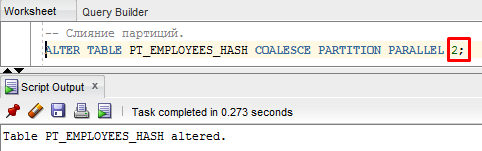 Worksheet Query Builder
-- Слияние партиций.
ALTER TABLE PT_EMPLOYEES_HASH COALESCE PARTITION PARALLEL 2;
Script Output x
Task completed in 0.273 seconds
Table PT_EMPLOYEES_HASH altered.